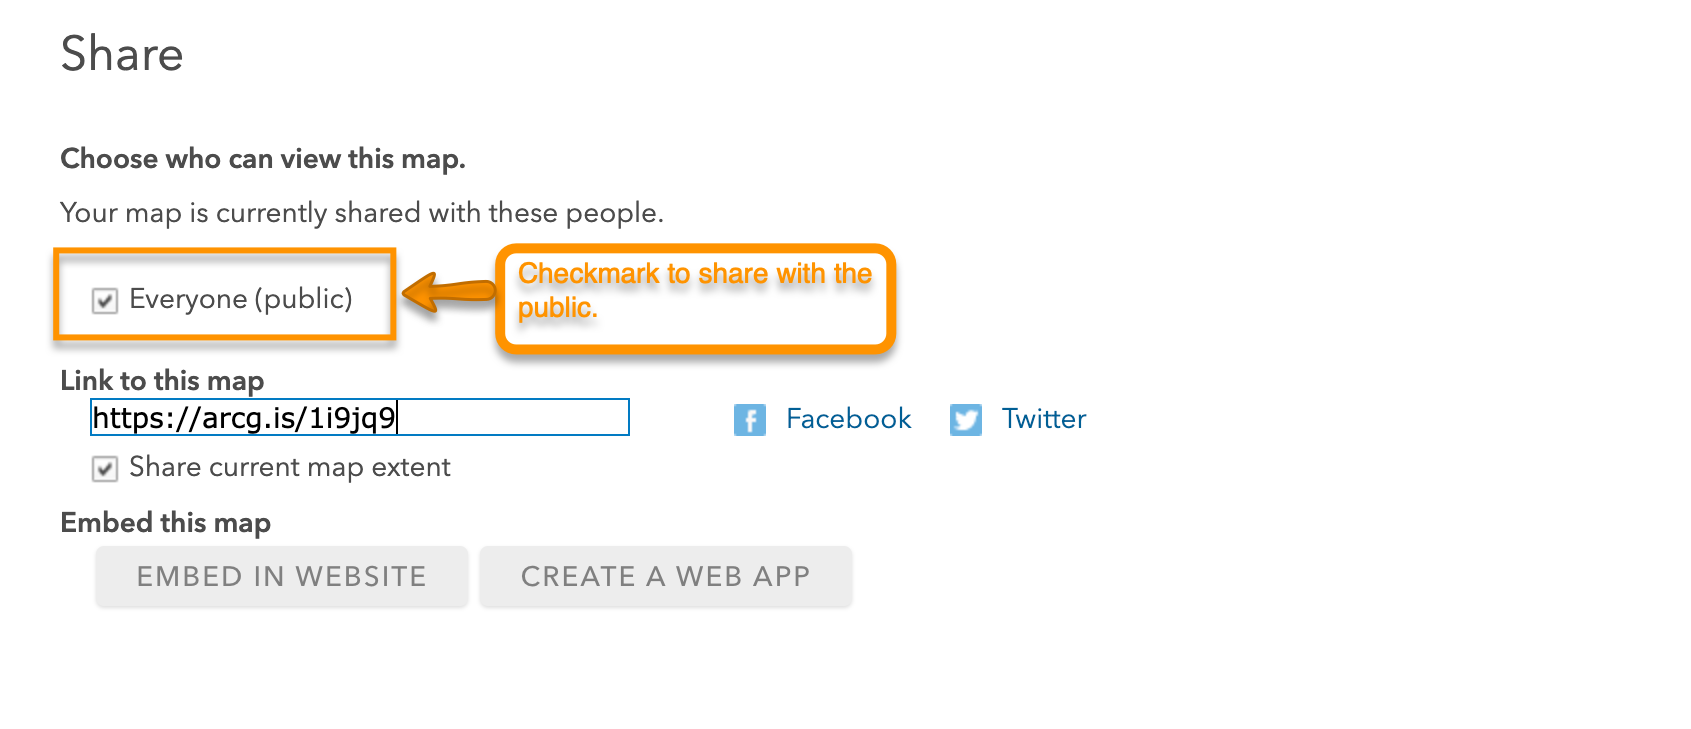 Share
Choose who can view this map.
Your map is currently shared with these people.
Everyone (public)
Checkmark to share with the
public.
Link to this map
https://arcg.is/1i9jq9
Facebook
Twitter
Share current map extent
Embed this map
EMBED IN WEBSITE
CREATE A WEB APP